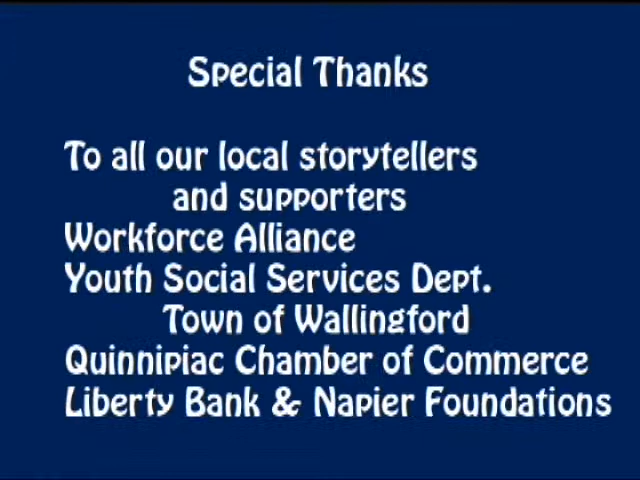 Special Thanks
To all our local storytellers
and supporters
Workforce Alliance
Youth Social Services Dept.
Town of Wallingford
Quinnipiac Chamber of Commerce
Liberty Bank & Napier Foundations